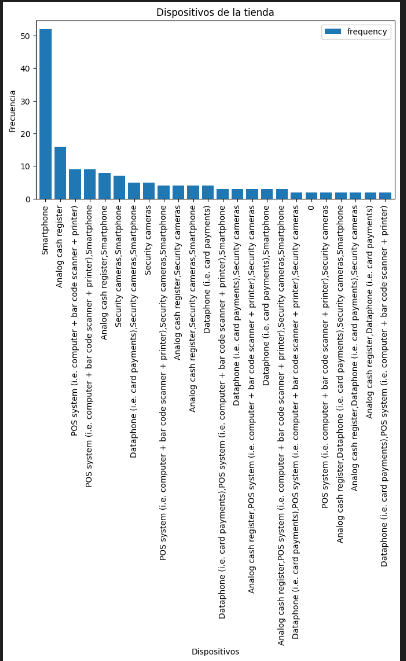 Dispositivos de la tienda
frequency
Frecuencia
50
40
30
20
10
0
Smartphone
Analog cash register
POS system (i.e. computer + bar code scanner + printer)
POS system (i.e. computer + bar code scanner + printer),Smartphone
Analog cash register,Smartphone
Security cameras,Smartphone
Dataphone (i.e. card payments),Security cameras,Smartphone
Security cameras
POS system (i.e. computer + bar code scanner + printer),Security cameras,Smartphone
Analog cash register,Security cameras
Analog cash register,Security cameras,Smartphone
Dataphone (i.e. card payments)
Dataphone (i.e. card payments),POS system (i.e. computer + bar code scanner + printer),Smartphone
Dataphone (i.e. card payments),Security cameras
Analog cash register,POS system (i.e. computer + bar code scanner + printer),Security cameras
Dataphone (i.e. card payments),Smartphone
Analog cash register,POS system (i.e. computer + bar code scanner + printer),Security cameras,Smartphone
Dataphone (i.e. card payments),POS system (i.e. computer + bar code scanner + printer),Security cameras
0
POS system (i.e. computer + bar code scanner + printer),Security cameras
Analog cash register,Dataphone (i.e. card payments),Security cameras,Smartphone
Analog cash register,Dataphone (i.e. card payments),Security cameras
Analog cash register,Dataphone (i.e. card payments)
Dataphone (i.e. card payments),POS system (i.e. computer + bar code scanner + printer)
Dispositivos